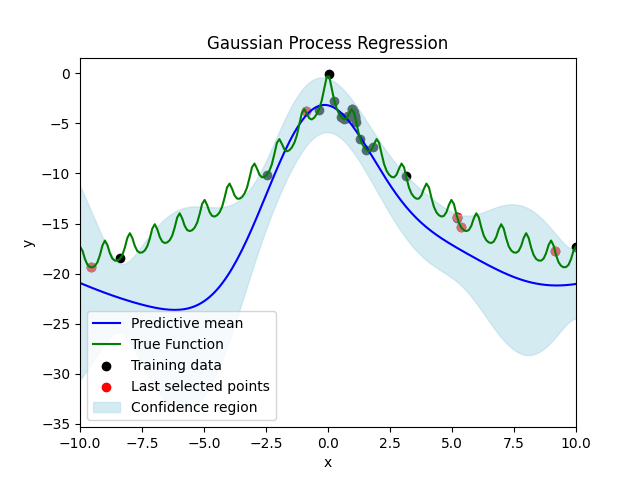 Gaussian Process Regression
0
−5
−10
−15
−20
−25
−30
−35
y
Predictive mean
True Function
Training data
Last selected points
Confidence region
−10.0 −7.5 −5.0 −2.5 0.0 2.5 5.0 7.5 10.0
x